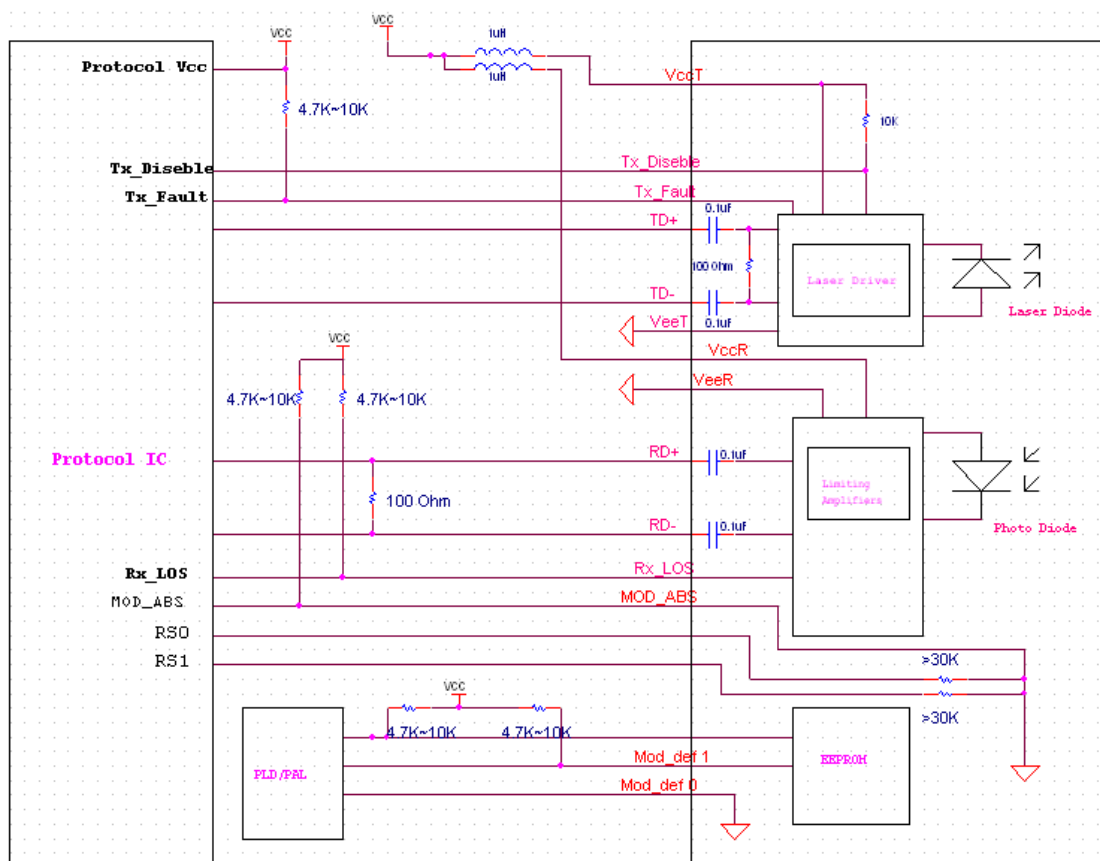 VCC
VCC
1uH
1uH
Protocol Vcc
VccT
4.7K~10K
10K
Tx_Diseble
Tx_Diseble
Tx_Fault
Tx_Fault
0.1uf
TD+
100 Ohm
Laser Driver
TD-
Laser Diode
VeeT
0.1uf
VCC
VccR
VeeR
4.7K~10K
4.7K~10K
Protocol IC
RD+
0.1uf
100 Ohm
Limiting
Amplifiers
RD-
0.1uf
Photo Diode
Rx_LOS
Rx_LOS
MOD_ABS
MOD_ABS
RS0
RS1
>30K
VCC
>30K
4.7K~10K
4.7K~10K
Mod_def 1
EEPROM
PLD/PAL
Mod_def 0